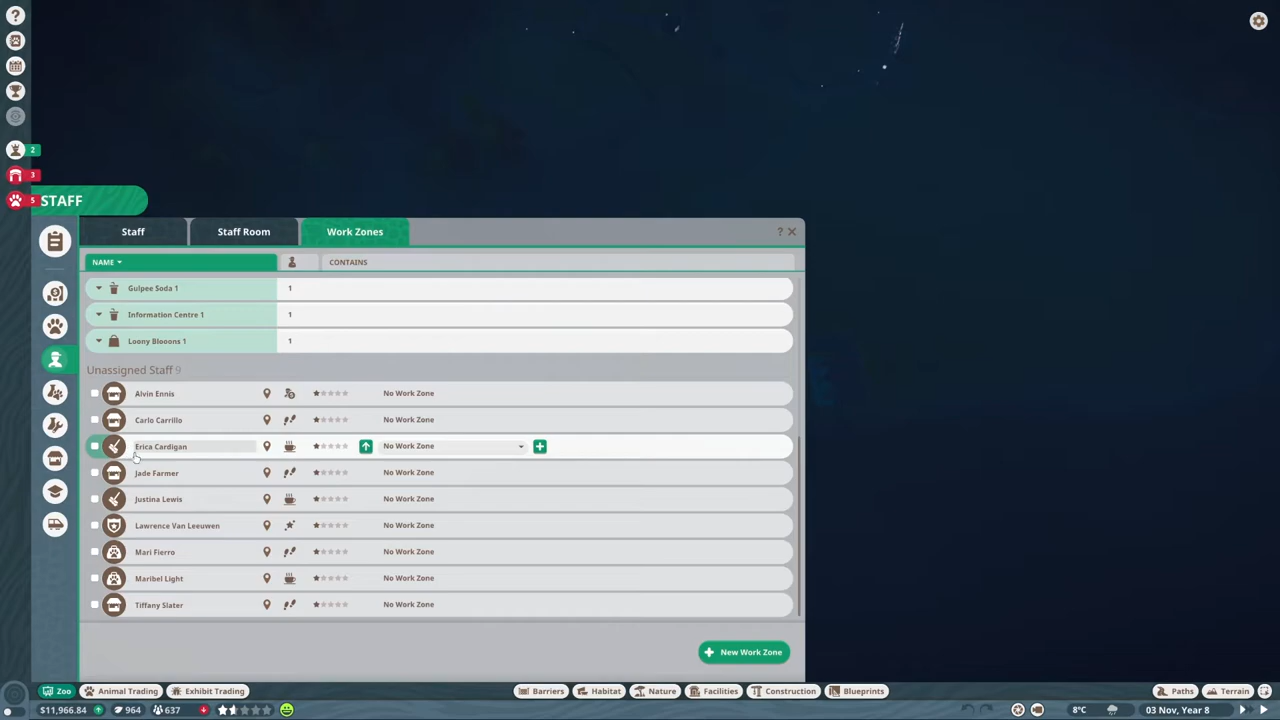 2
3
5
STAFF
Staff
Staff Room
Work Zones
?
NAME
CONTAINS
Gulpee Soda 1
1
Information Centre 1
1
Loony Blooons 1
1
Unassigned Staff 9
Alvin Ennis
No Work Zone
Carlo Carrillo
No Work Zone
Erica Cardigan
No Work Zone
Jade Farmer
No Work Zone
Justina Lewis
No Work Zone
Lawrence Van Leeuwen
No Work Zone
Mari Fierro
No Work Zone
Maribel Light
No Work Zone
Tiffany Slater
No Work Zone
New Work Zone
Zoo
Animal Trading
Exhibit Trading
Barriers
Habitat
Nature
Facilities
Construction
Blueprints
Paths
Terrain
$11,966.84
964
637
8°C
03 Nov, Year 8